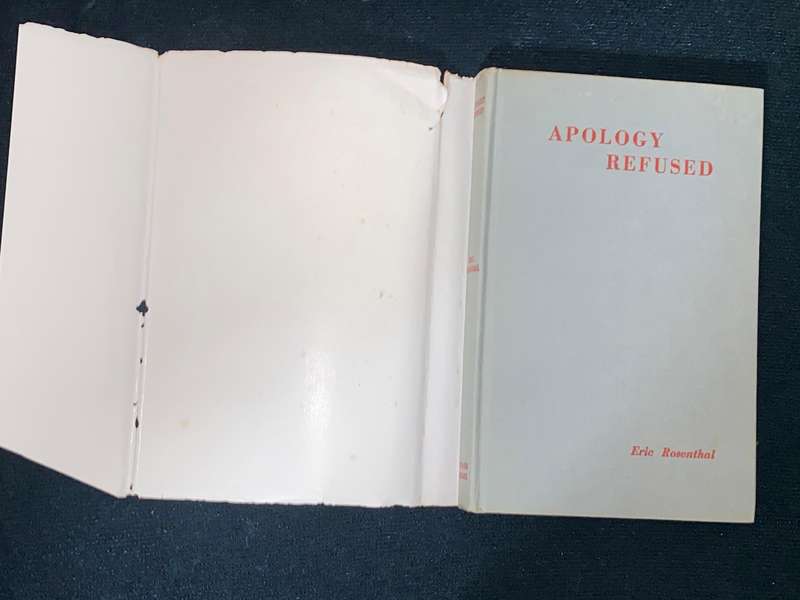 APOLOGY
REFUSED
Eric Rosenthal